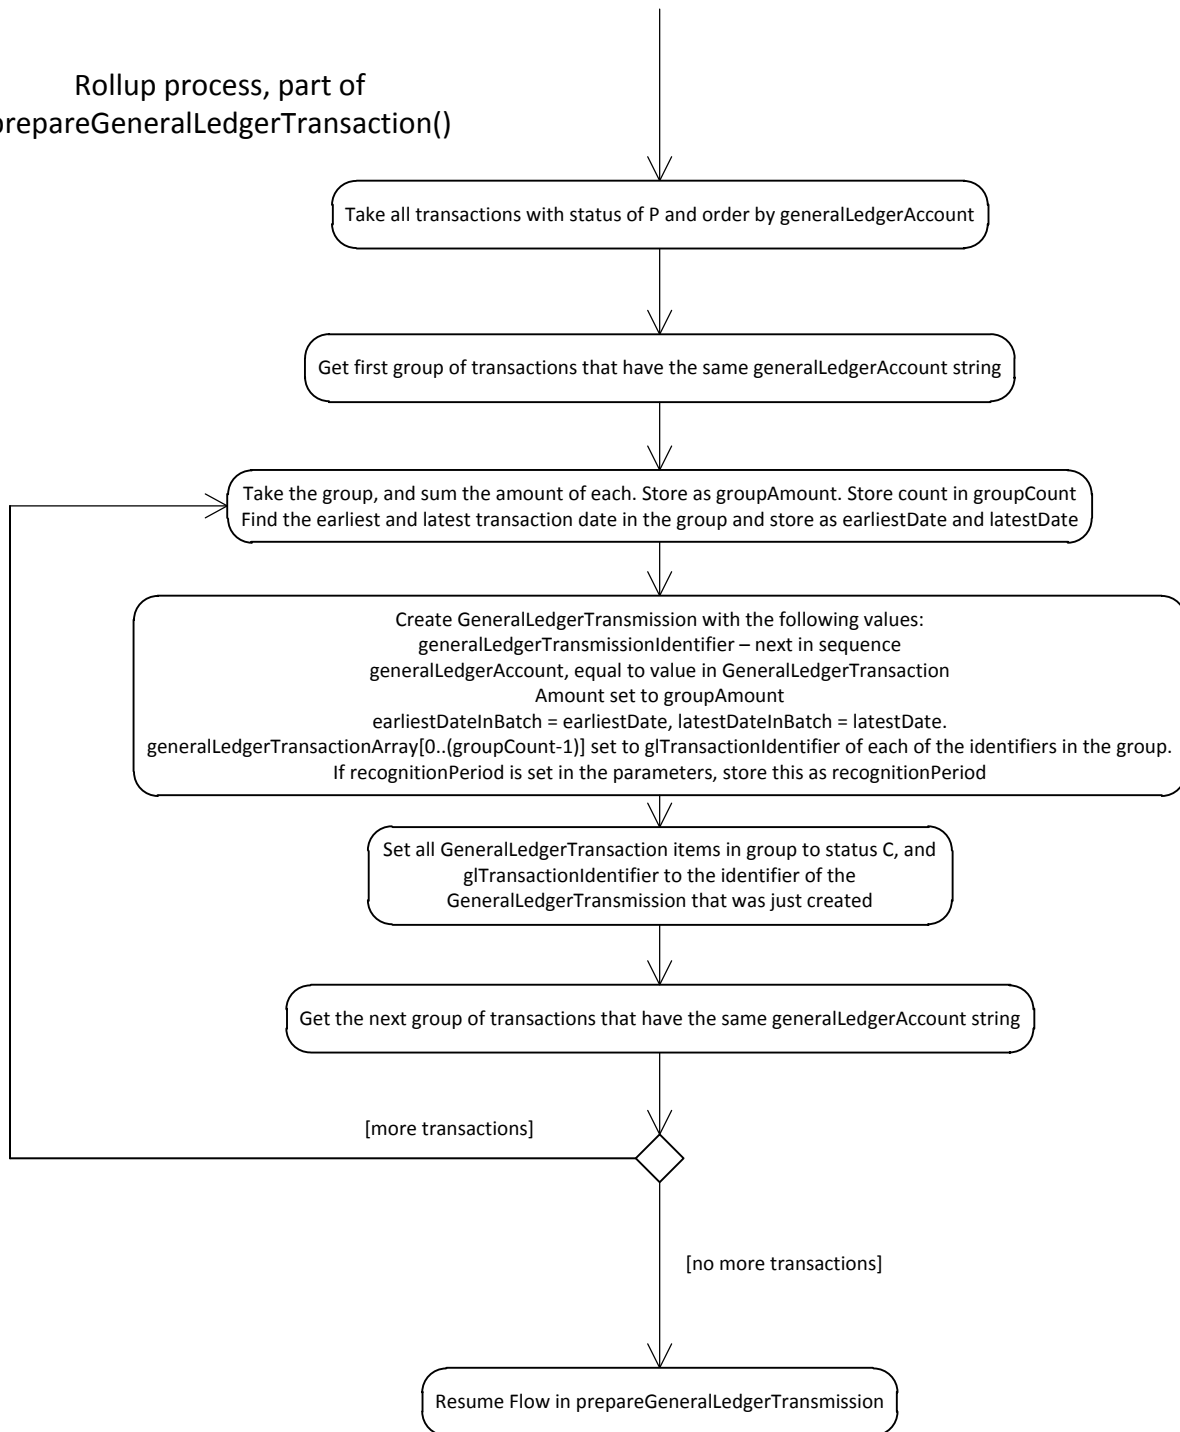 Rollup process, part of
prepareGeneralLedgerTransaction()
Take all transactions with status of P and order by generalLedgerAccount
Get first group of transactions that have the same generalLedgerAccount string
Take the group, and sum the amount of each. Store as groupAmount. Store count in groupCount
Find the earliest and latest transaction date in the group and store as earliestDate and latestDate
Create GeneralLedgerTransmission with the following values:
generalLedgerTransmissionIdentifier – next in sequence
generalLedgerAccount, equal to value in GeneralLedgerTransaction
Amount set to groupAmount
earliestDateInBatch = earliestDate, latestDateInBatch = latestDate.
generalLedgerTransactionArray[0..(groupCount-1)] set to glTransactionIdentifier of each of the identifiers in the group.
If recognitionPeriod is set in the parameters, store this as recognitionPeriod
Set all GeneralLedgerTransaction items in group to status C, and
glTransactionIdentifier to the identifier of the
GeneralLedgerTransmission that was just created
Get the next group of transactions that have the same generalLedgerAccount string
[more transactions]
[no more transactions]
Resume Flow in prepareGeneralLedgerTransmission